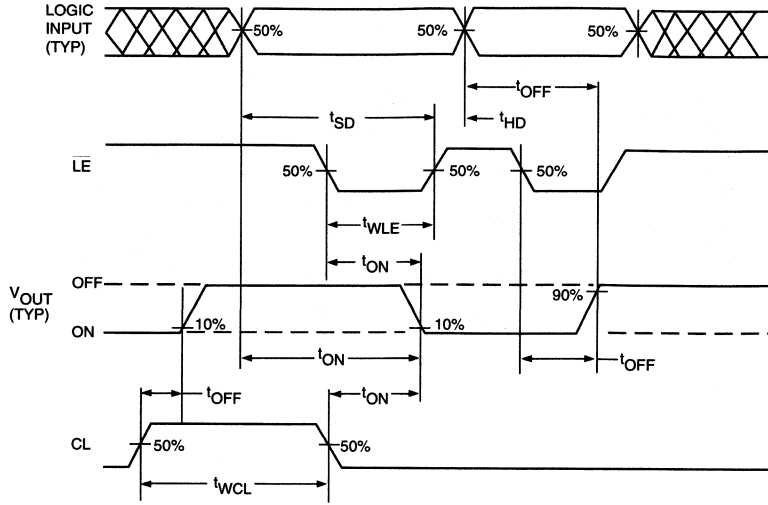 LOGIC
INPUT
(TYP)
50%
50%
50%
tOFF
tSD
tHD
LE
50%
50%
50%
tWLE
tON
VOUT
(TYP)
OFF
ON
10%
10%
90%
tON
tOFF
tOFF
tON
CL
50%
50%
tWCL